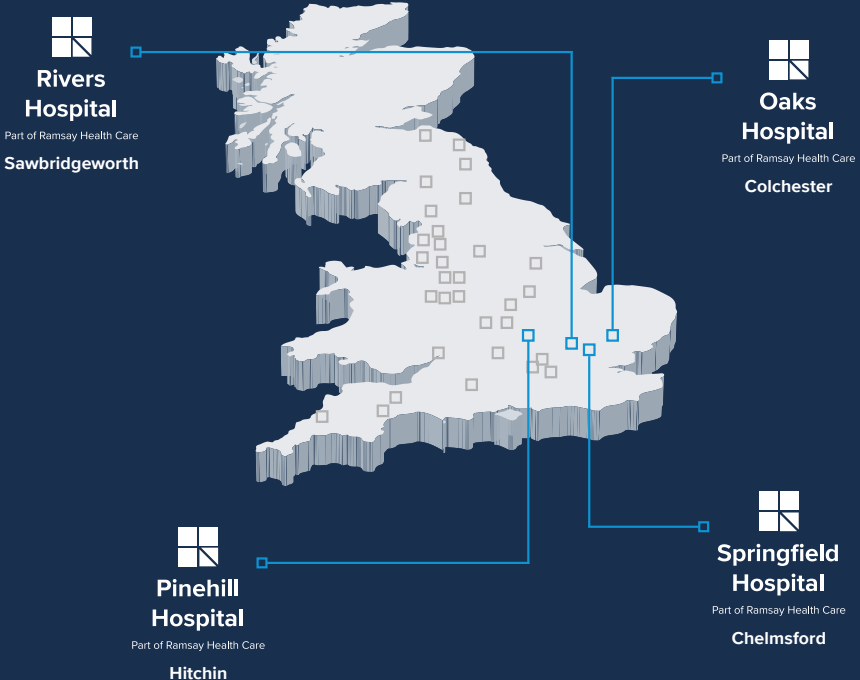 Rivers
Hospital
Part of Ramsay Health Care
Sawbridgeworth
Oaks
Hospital
Part of Ramsay Health Care
Colchester
Pinehill
Hospital
Part of Ramsay Health Care
Hitchin
Springfield
Hospital
Part of Ramsay Health Care
Chelmsford